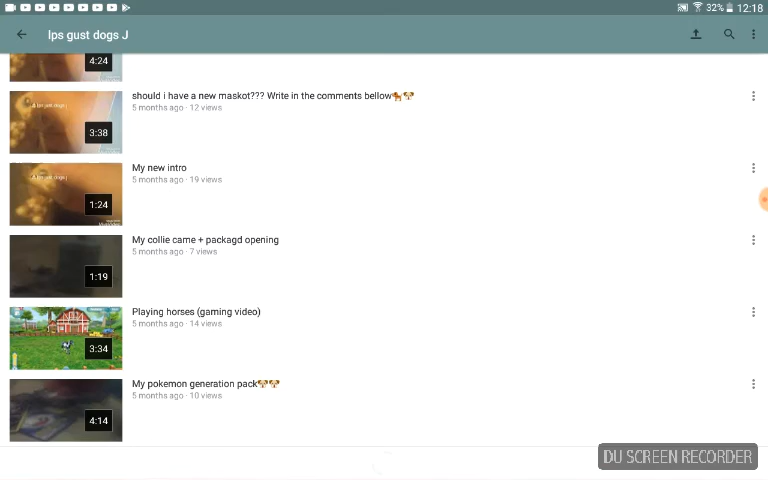 32% 12:18
lps gust dogs J
4:24
should i have a new maskot??? Write in the comments bellow🐕🐶
5 months ago · 12 views
3:38
My new intro
5 months ago · 19 views
1:24
My collie came + packagd opening
5 months ago · 7 views
1:19
Playing horses (gaming video)
5 months ago · 14 views
3:34
My pokemon generation pack🐶🐶
5 months ago · 10 views
4:14
DU SCREEN RECORDER